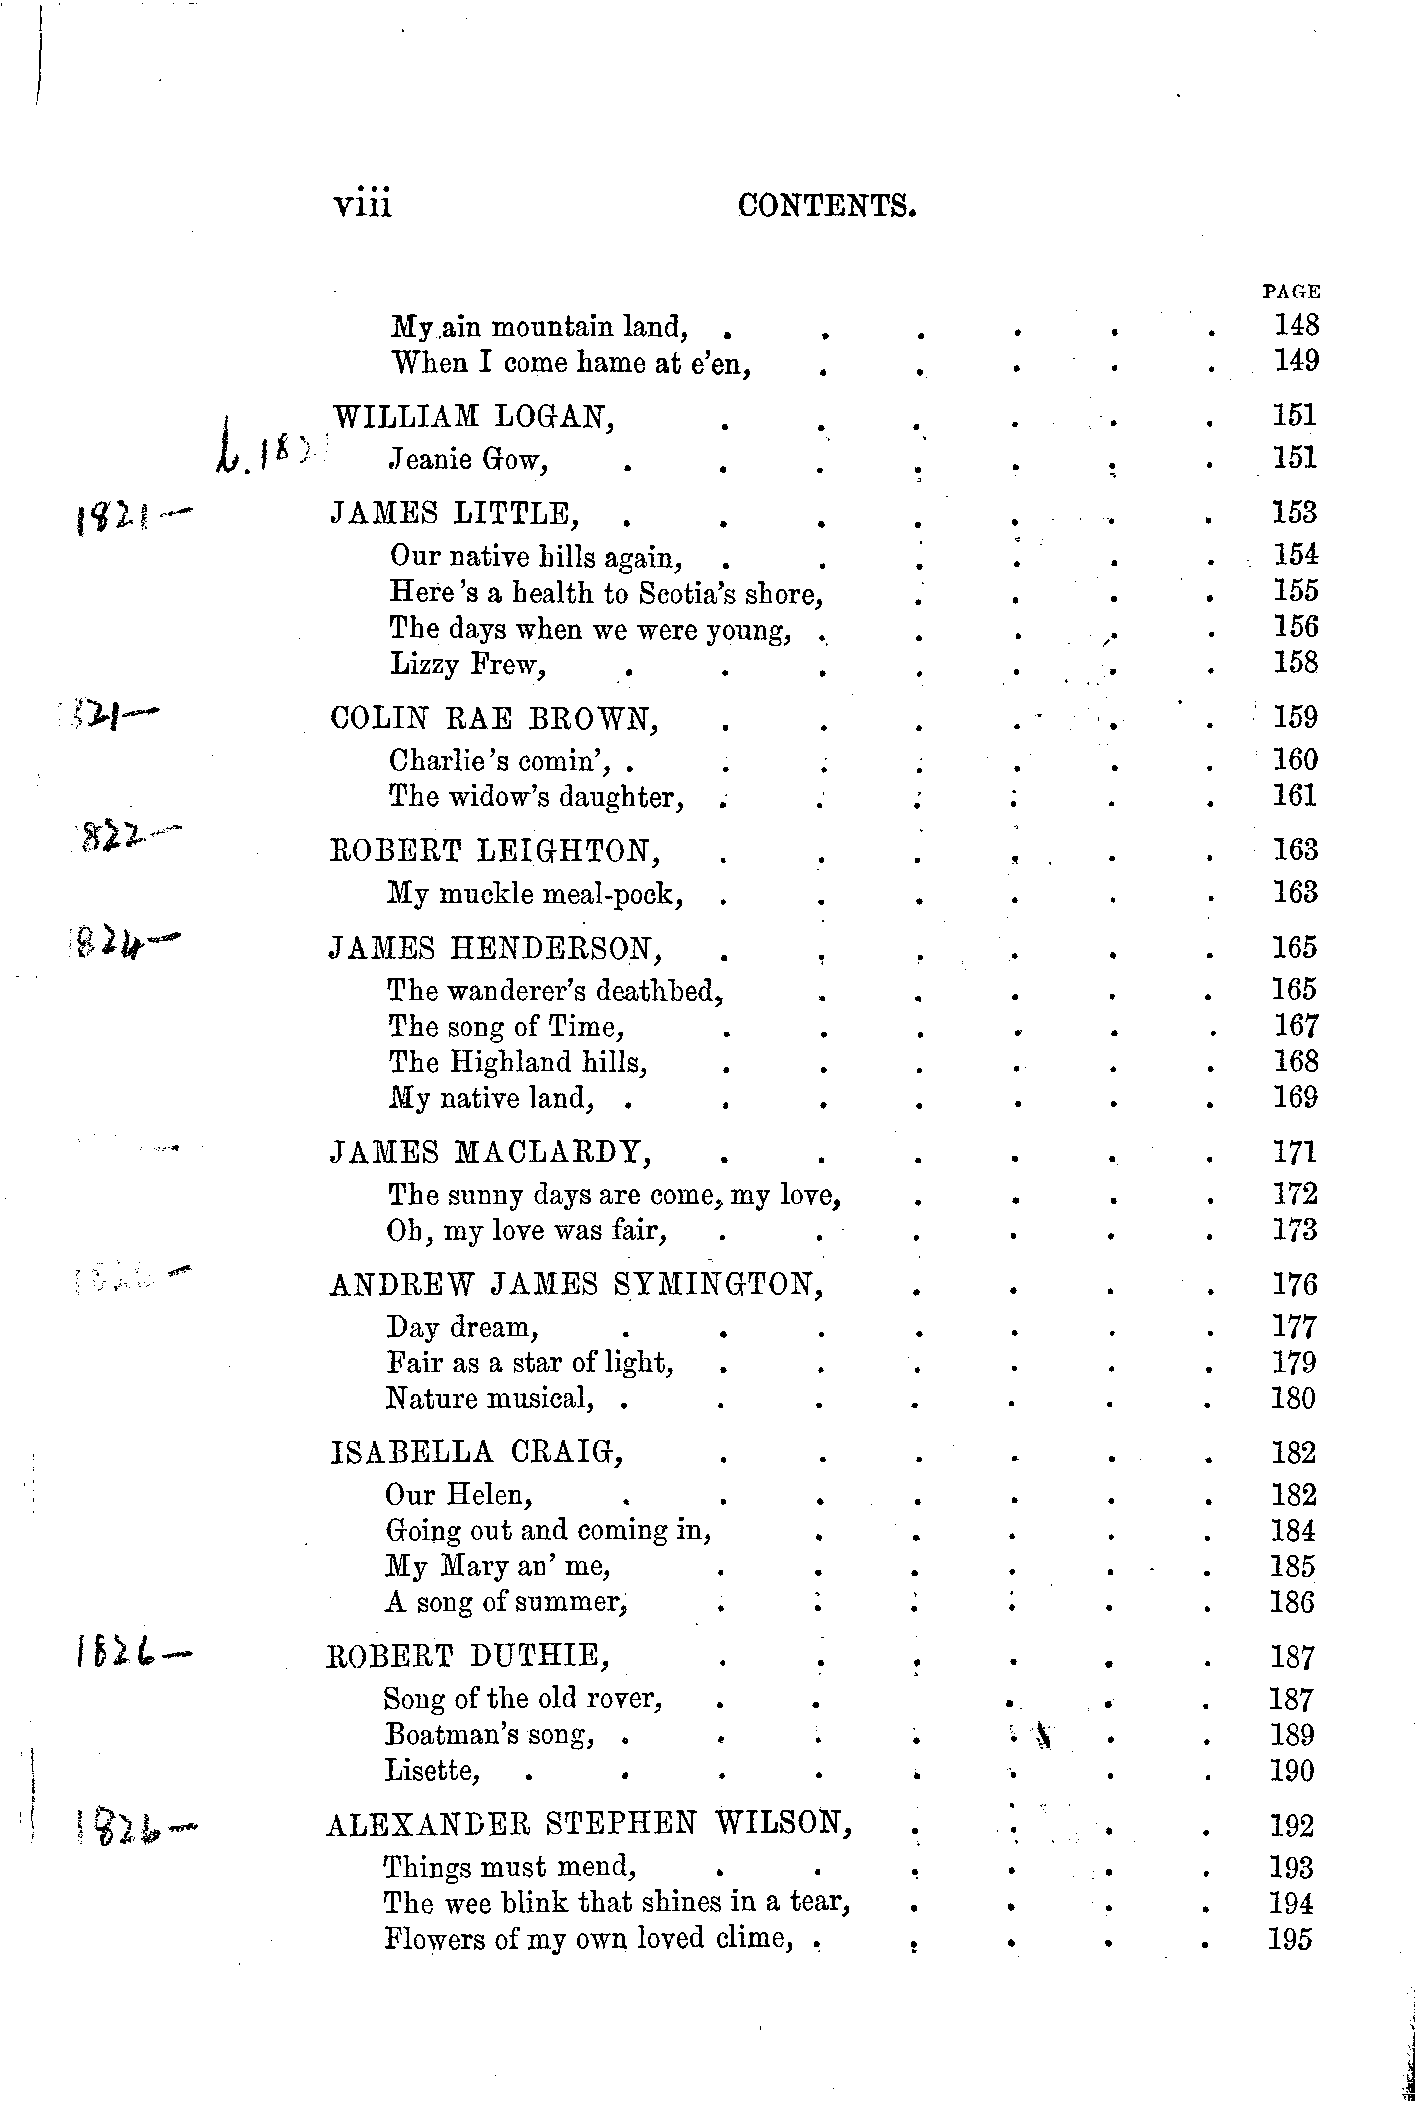 viii CONTENTS.
PAGE
My ain mountain land, . . . . . . 148
When I come hame at e'en, . . . . . 149
WILLIAM LOGAN, . . . . . . 151
b. 182
Jeanie Gow, . . . . . . . 151
1821— JAMES LITTLE, . . . . . . . 153
Our native hills again, . . . . . . 154
Here's a health to Scotia's shore, . . . . 155
The days when we were young, . . . . . 156
Lizzy Frew, . . . . . . . 158
1821— COLIN RAE BROWN, . . . . . . 159
Charlie's comin', . . . . . . . 160
The widow's daughter, . . . . . . 161
822— ROBERT LEIGHTON, . . . . . . 163
My muckle meal-pock, . . . . . . 163
1824— JAMES HENDERSON, . . . . . . 165
The wanderer's deathbed, . . . . . 165
The song of Time, . . . . . . 167
The Highland hills, . . . . . . 168
My native land, . . . . . . . 169
— JAMES MACLARDY, . . . . . . 171
The sunny days are come, my love, . . . . 172
Oh, my love was fair, . . . . . . 173
1826— ANDREW JAMES SYMINGTON, . . . . 176
Day dream, . . . . . . . 177
Fair as a star of light, . . . . . . 179
Nature musical, . . . . . . . 180
ISABELLA CRAIG, . . . . . . 182
Our Helen, . . . . . . . 182
Going out and coming in, . . . . . 184
My Mary an' me, . . . . . . 185
A song of summer, . . . . . . 186
1826— ROBERT DUTHIE, . . . . . . 187
Song of the old rover, . . . . . 187
Boatman's song, . . . . . . . 189
Lisette, . . . . . . . . 190
1826— ALEXANDER STEPHEN WILSON, . . . . 192
Things must mend, . . . . . . 193
The wee blink that shines in a tear, . . . . 194
Flowers of my own loved clime, . . . . . 195